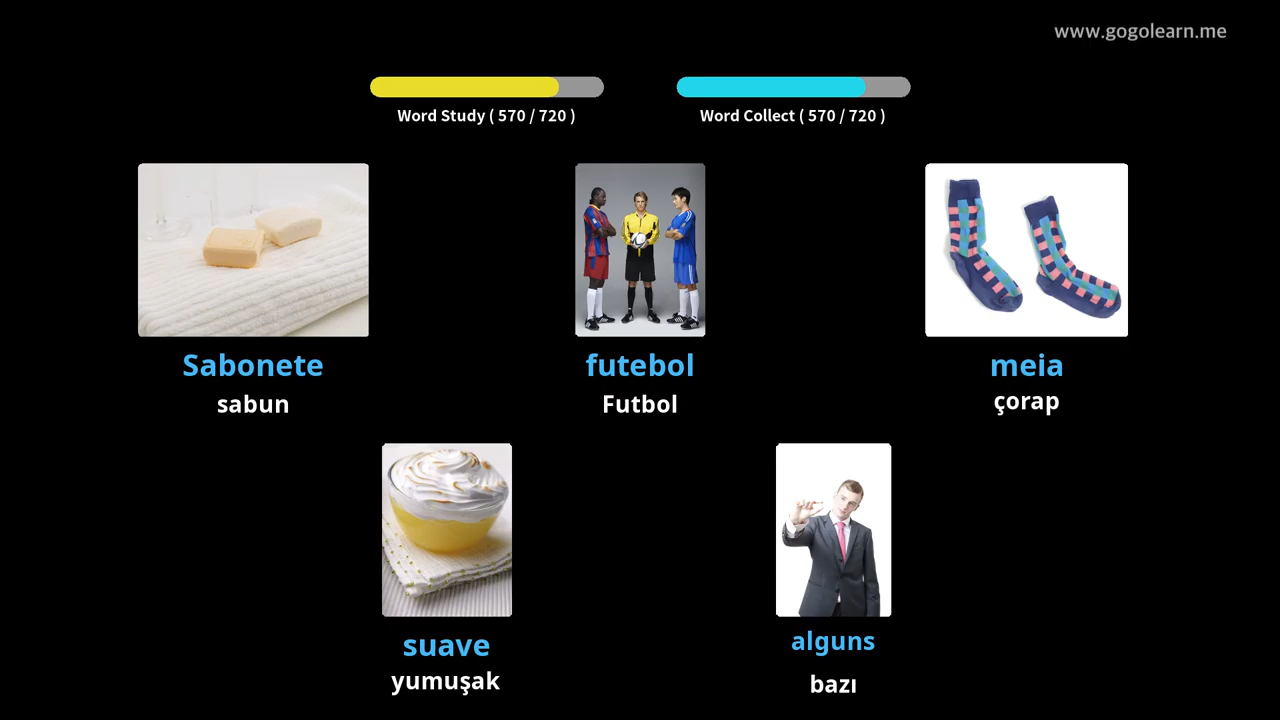 www.gogolearn.me
Word Study ( 570 / 720 )
Word Collect ( 570 / 720 )
Sabonete
sabun
futebol
Futbol
meia
çorap
suave
yumuşak
alguns
bazı